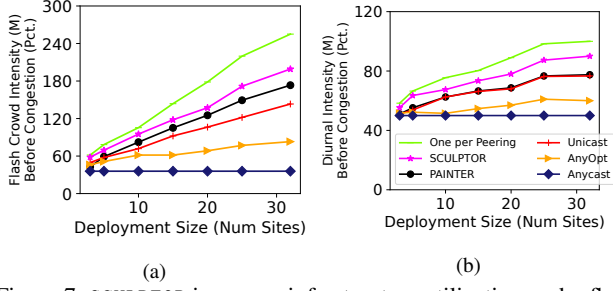 Flash Crowd Intensity (M)
Before Congestion (Pct.)
300
240
180
120
60
0
10
20
30
Deployment Size (Num Sites)
(a)
Diurnal Intensity (M)
Before Congestion (Pct.)
120
80
40
0
One per Peering
SCULPTOR
PAINTER
Unicast
AnyOpt
Anycast
10
20
30
Deployment Size (Num Sites)
(b)